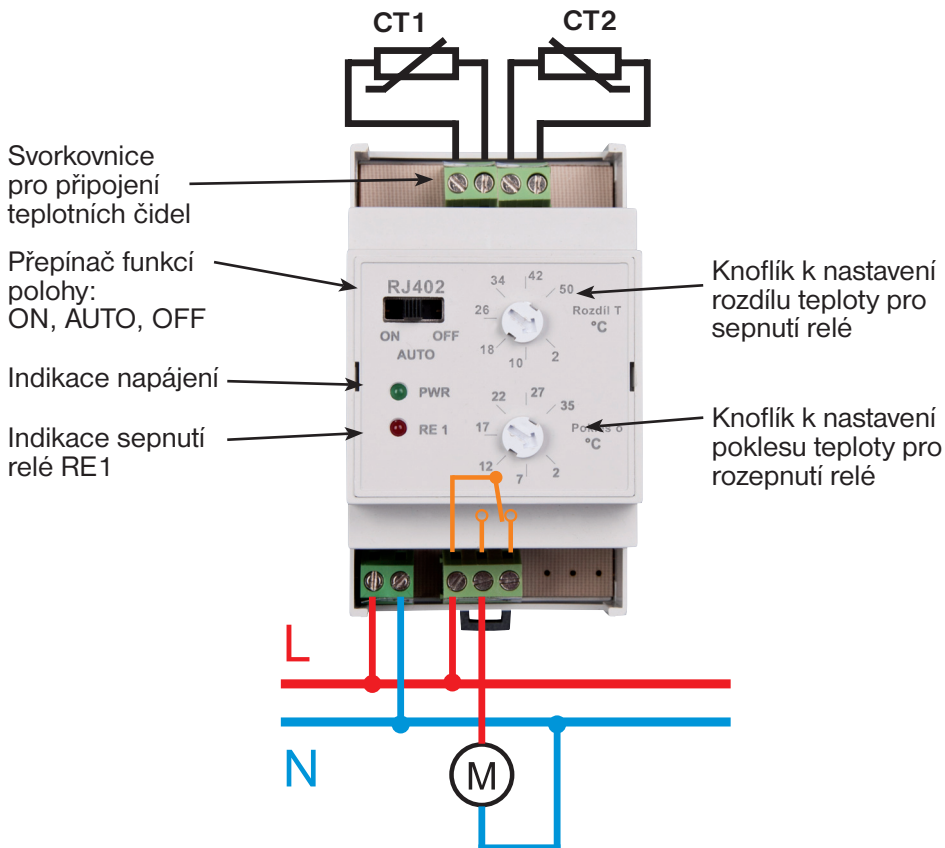 CT1
CT2
Svorkovnice
pro připojení
teplotních čidel
Přepínač funkcí
polohy:
ON, AUTO, OFF
Indikace napájení
Indikace sepnutí
relé RE1
RJ402
ON
OFF
AUTO
PWR
RE 1
34
42
50
26
18
10
2
Rozdíl T
°C
22
27
35
17
12
7
2
°C
Knoflík k nastavení
rozdílu teploty pro
sepnutí relé
Knoflík k nastavení
poklesu teploty pro
rozepnutí relé
L
N
M